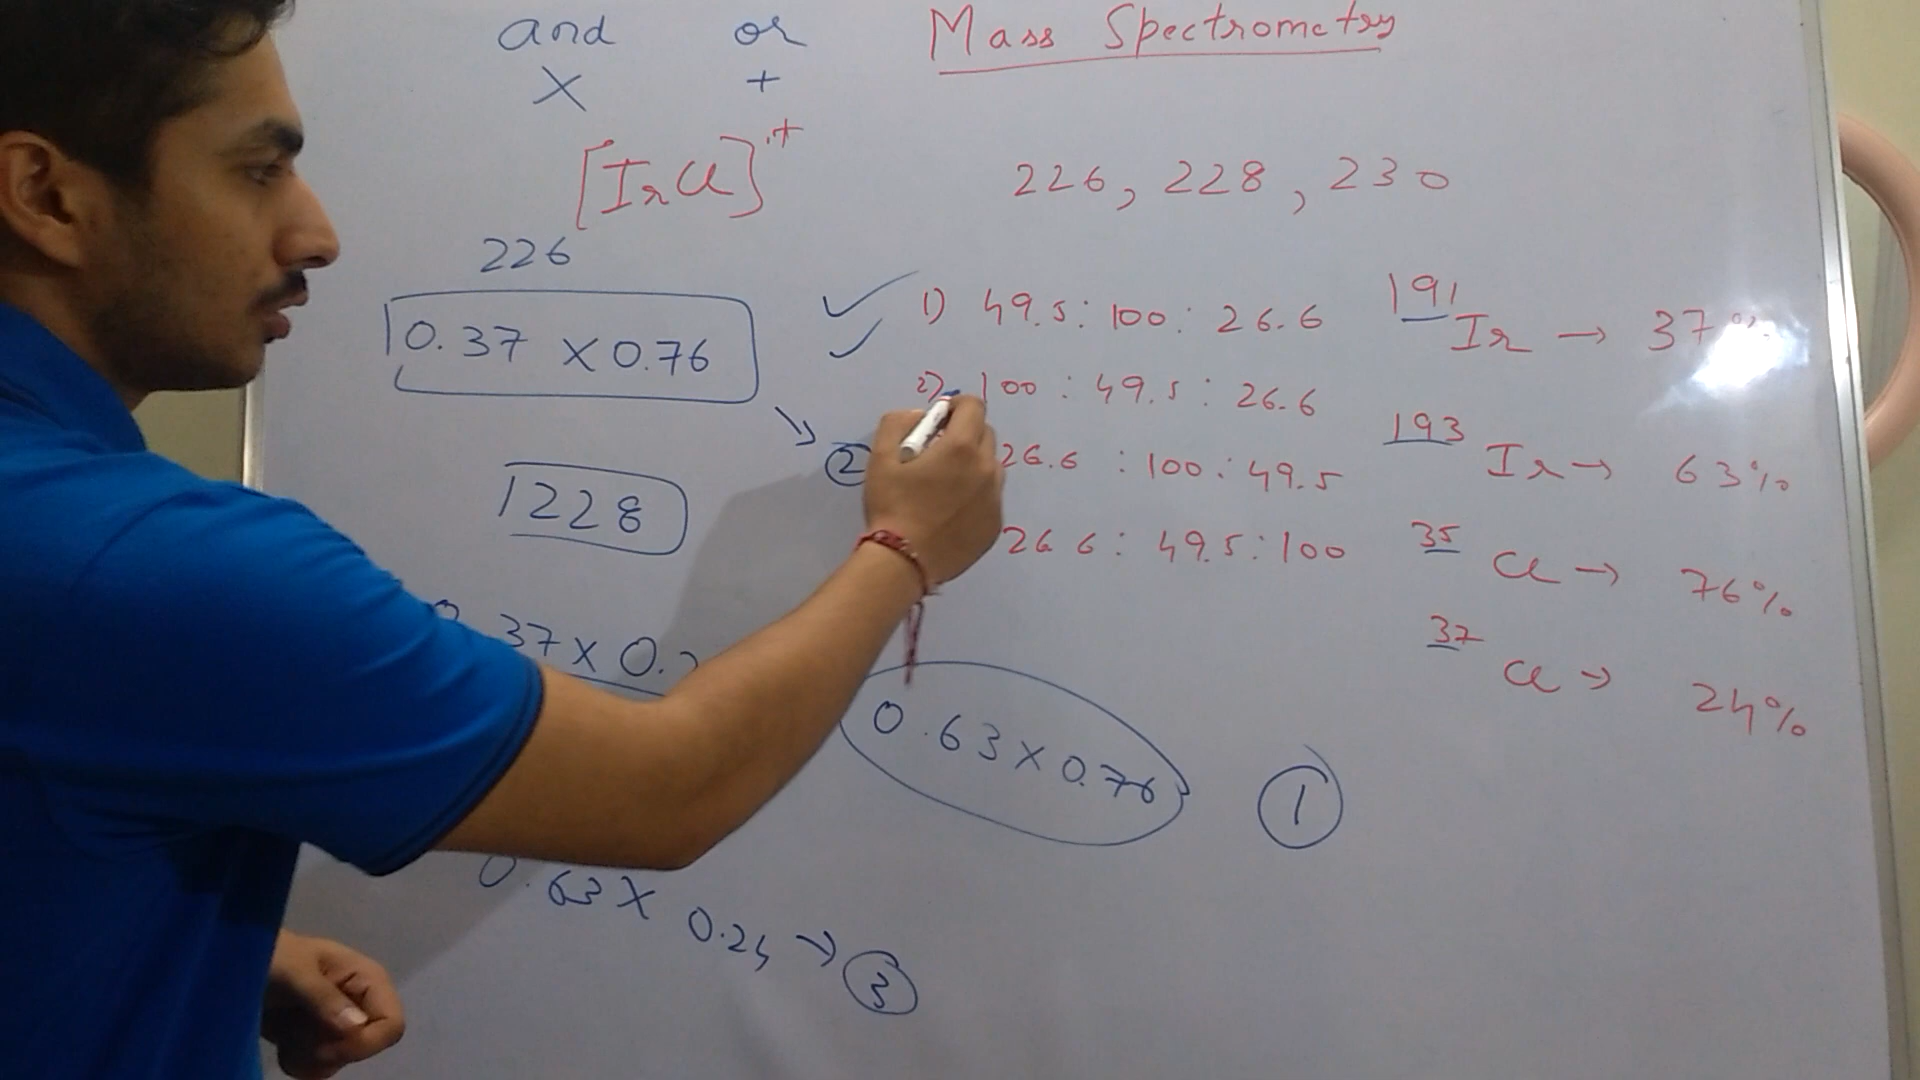 and or
X +
Mass Spectrometry
[IrCl].+
226, 228, 230
226
0.37 x 0.76
1) 49.5 : 100 : 26.6
2) 100 : 49.5 : 26.6
26.6 : 100 : 49.5
26.6 : 49.5 : 100
191 Ir → 37%
193 Ir → 63%
35 Cl → 76%
37 Cl → 24%
→ 2
228
37 x 0.
0.63 x 0.76
1
0.63 x 0.24 → 3